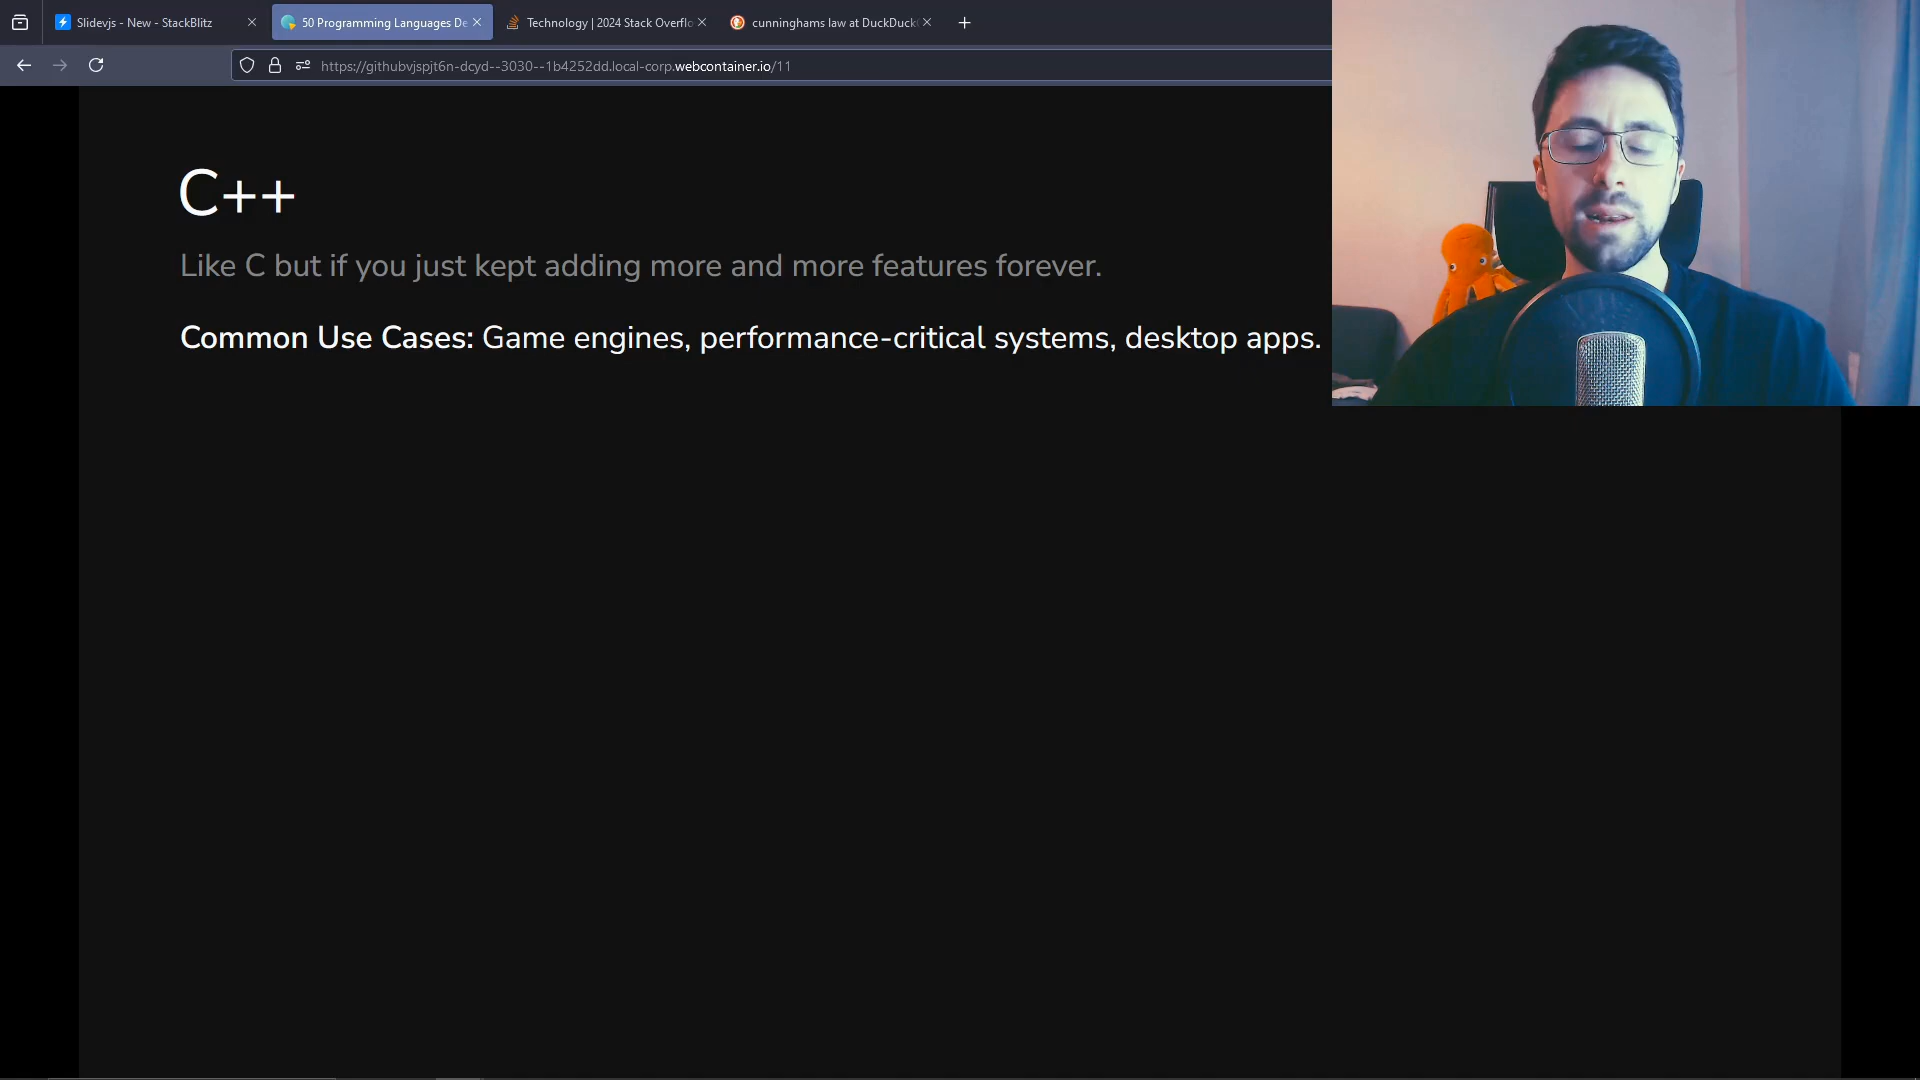 Slidevjs - New - StackBlitz
50 Programming Languages De
Technology | 2024 Stack Overflo
cunninghams law at DuckDuck
https://githubvjspjt6n-dcyd--3030--1b4252dd.local-corp.webcontainer.io/11
C++
Like C but if you just kept adding more and more features forever.
Common Use Cases: Game engines, performance-critical systems, desktop apps.